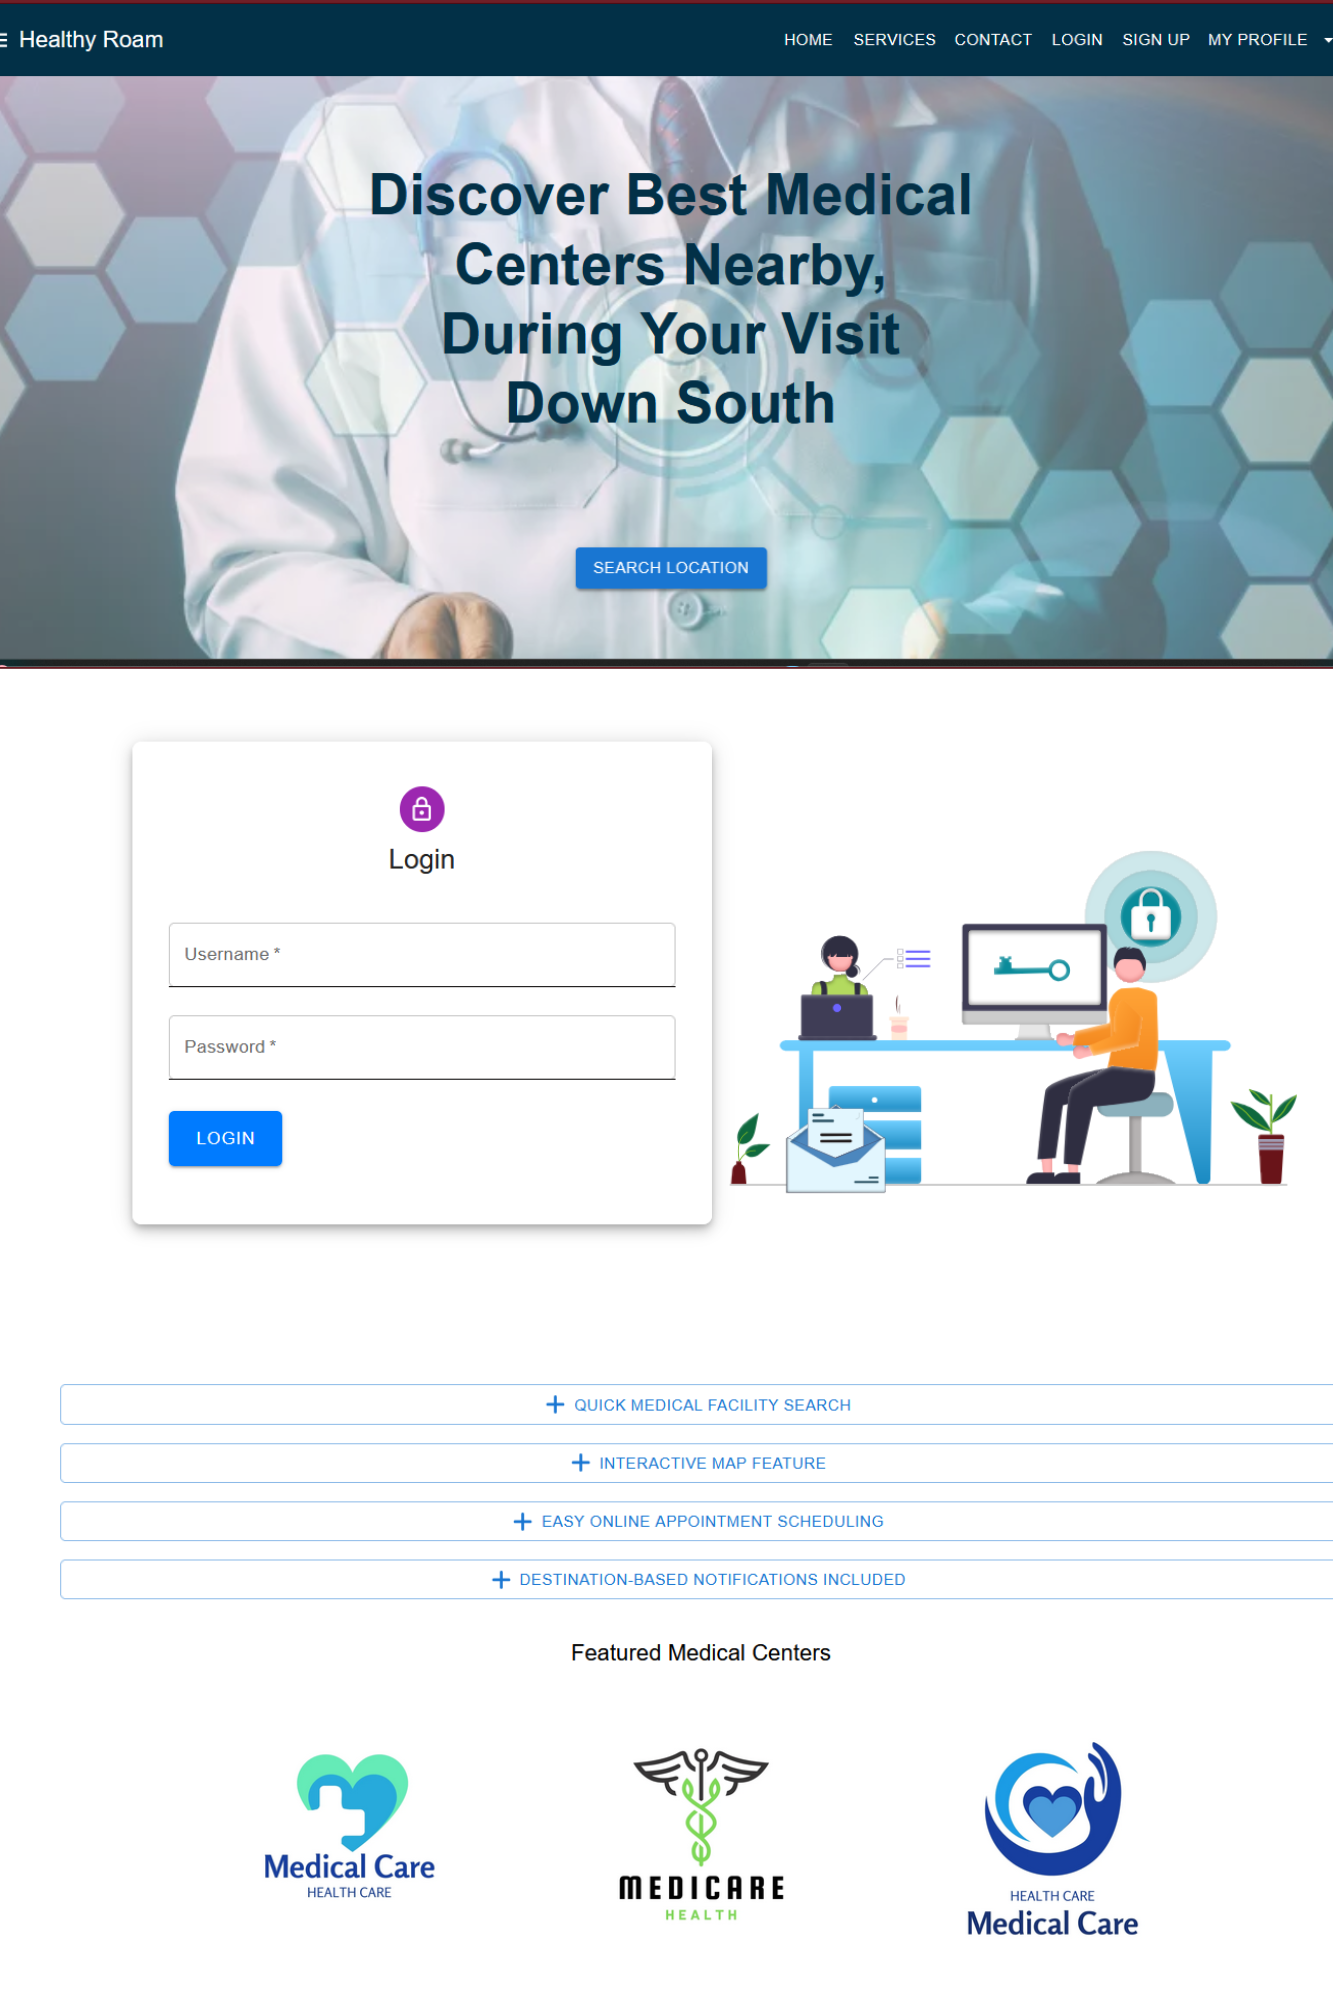 Healthy Roam
HOME SERVICES CONTACT LOGIN SIGN UP MY PROFILE
Discover Best Medical
Centers Nearby,
During Your Visit
Down South
SEARCH LOCATION
Login
Username *
Password *
LOGIN
QUICK MEDICAL FACILITY SEARCH
INTERACTIVE MAP FEATURE
EASY ONLINE APPOINTMENT SCHEDULING
DESTINATION-BASED NOTIFICATIONS INCLUDED
Featured Medical Centers
Medical Care
HEALTH CARE
MEDICARE
HEALTH
HEALTH CARE
Medical Care